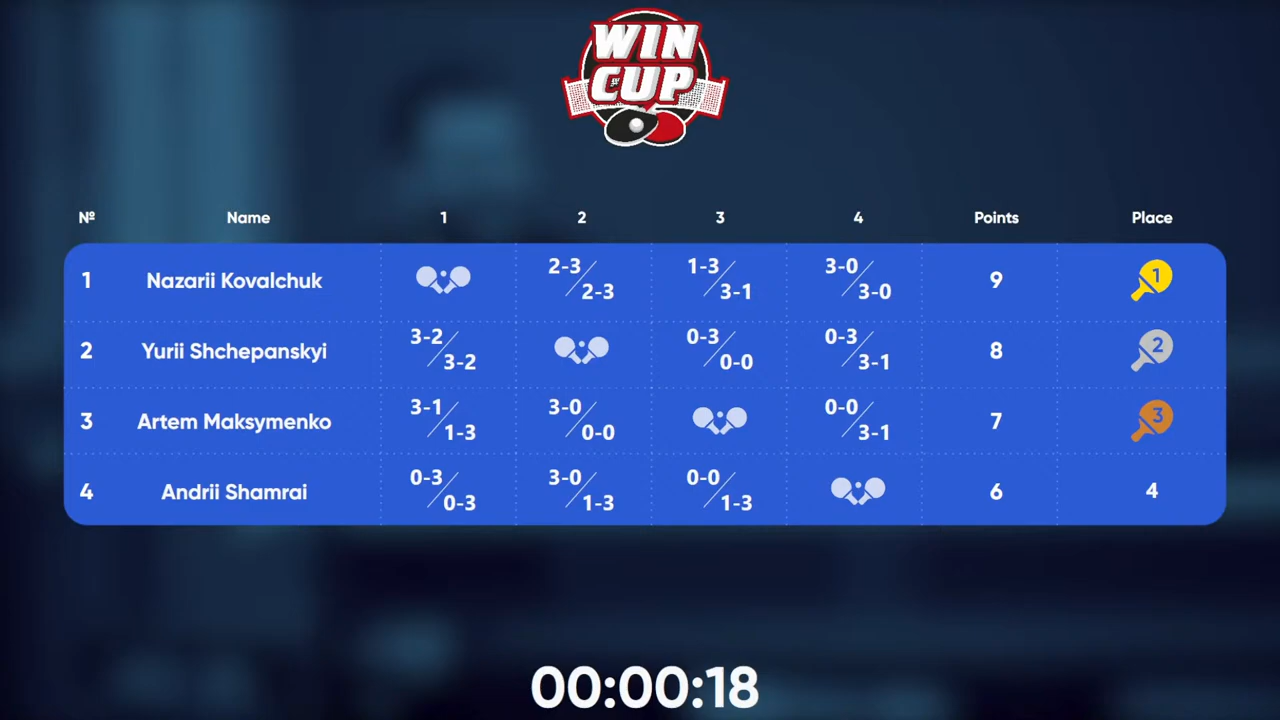 WIN
CUP
№ Name 1 2 3 4 Points Place
1 Nazarii Kovalchuk 2-3/2-3 1-3/3-1 3-0/3-0 9 1
2 Yurii Shchepanskyi 3-2/3-2 0-3/0-0 0-3/3-1 8 2
3 Artem Maksymenko 3-1/1-3 3-0/0-0 0-0/3-1 7 3
4 Andrii Shamrai 0-3/0-3 3-0/1-3 0-0/1-3 6 4
00:00:18